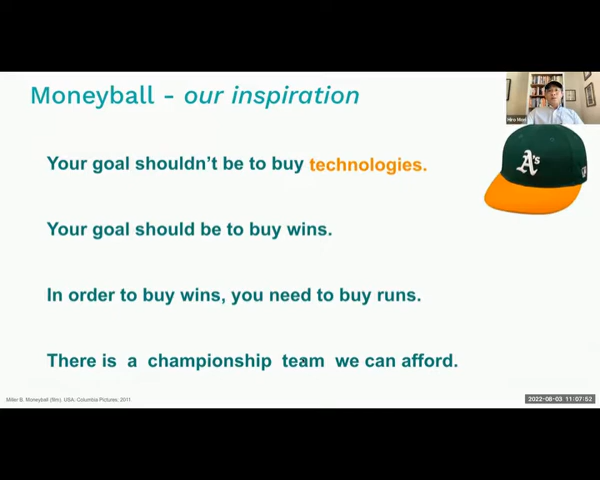 Moneyball - our inspiration
Your goal shouldn't be to buy technologies.
A's
Your goal should be to buy wins.
In order to buy wins, you need to buy runs.
There is a championship team we can afford.
Miller B. Moneyball (film), USA: Columbia Pictures; 2011
2022-08-03 11:07:52